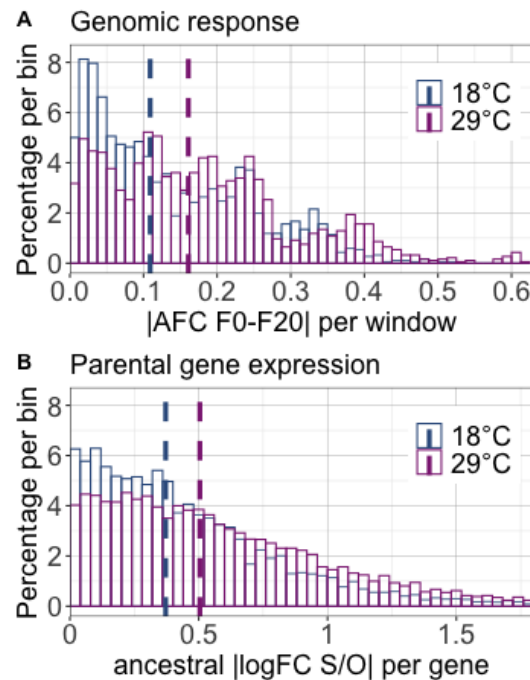 A Genomic response
Percentage per bin
8
6
4
2
0
18°C
29°C
0.0 0.1 0.2 0.3 0.4 0.5 0.6
|AFC F0-F20| per window
B Parental gene expression
Percentage per bin
8
6
4
2
0
18°C
29°C
0 0.5 1 1.5
ancestral |logFC S/O| per gene